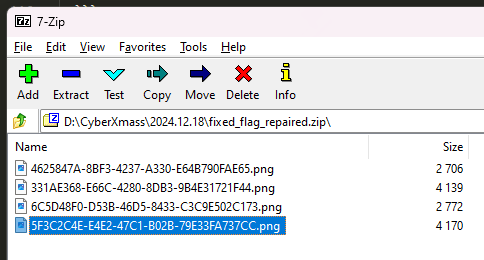 7-Zip
File Edit View Favorites Tools Help
Add Extract Test Copy Move Delete Info
D:\CyberXmass\2024.12.18\fixed_flag_repaired.zip\
Name Size
4625847A-8BF3-4237-A330-E64B790FAE65.png 2 706
331AE368-E66C-4280-8DB3-9B4E31721F44.png 4 139
6C5D48F0-D53B-46D5-8433-C3C9E502C173.png 2 772
5F3C2C4E-E4E2-47C1-B02B-79E33FA737CC.png 4 170